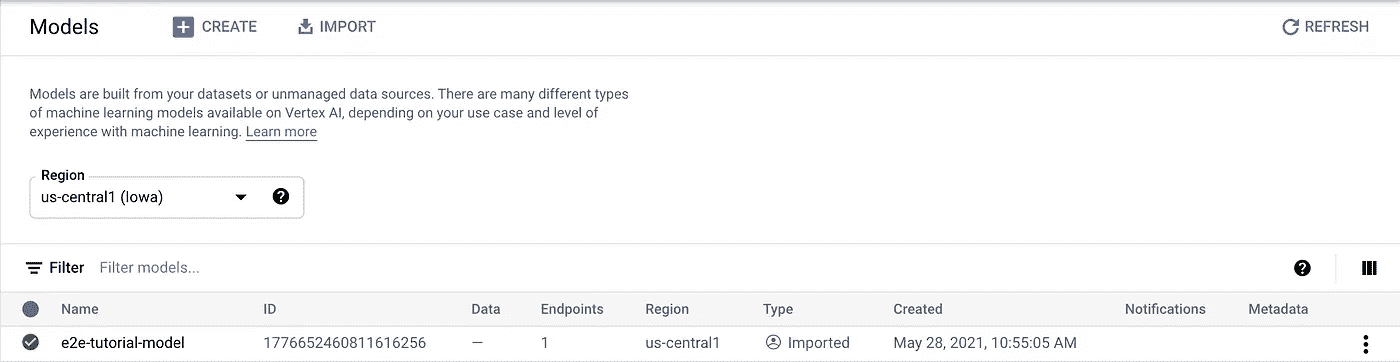 Models CREATE IMPORT REFRESH
Models are built from your datasets or unmanaged data sources. There are many different types
of machine learning models available on Vertex AI, depending on your use case and level of
experience with machine learning. Learn more
Region
us-central1 (Iowa)
Filter Filter models...
Name ID Data Endpoints Region Type Created Notifications Metadata
e2e-tutorial-model 1776652460811616256 — 1 us-central1 Imported May 28, 2021, 10:55:05 AM